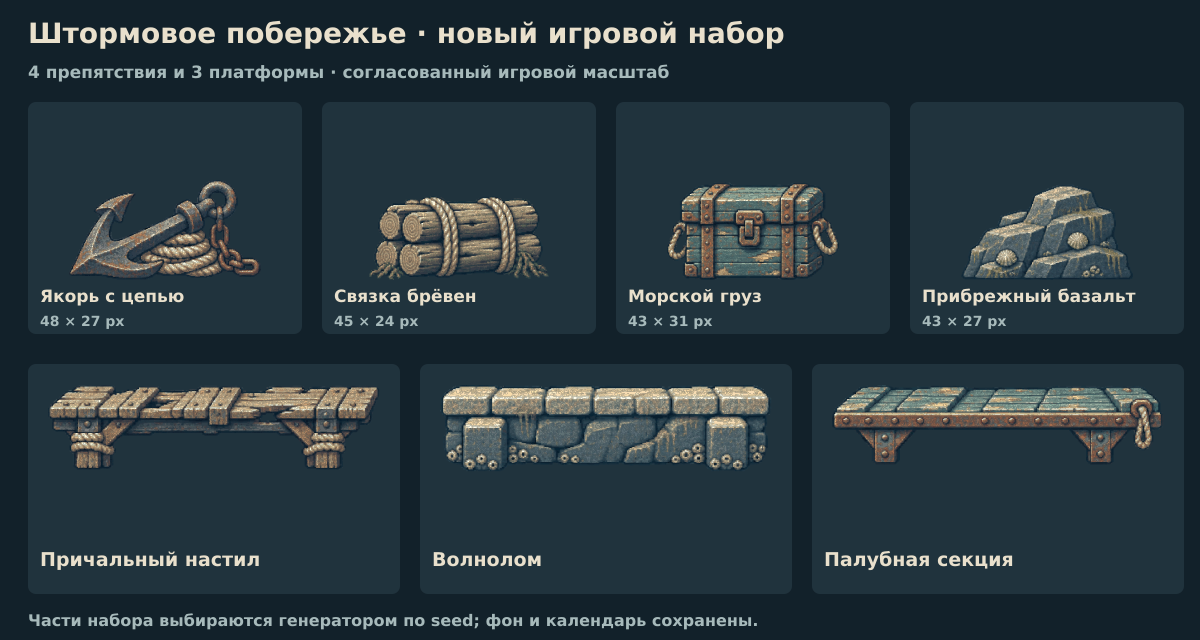 Штормовое побережье · новый игровой набор
4 препятствия и 3 платформы · согласованный игровой масштаб
Якорь с цепью
48 × 27 px
Связка брёвен
45 × 24 px
Морской груз
43 × 31 px
Прибрежный базальт
43 × 27 px
Причальный настил
Волнолом
Палубная секция
Части набора выбираются генератором по seed; фон и календарь сохранены.